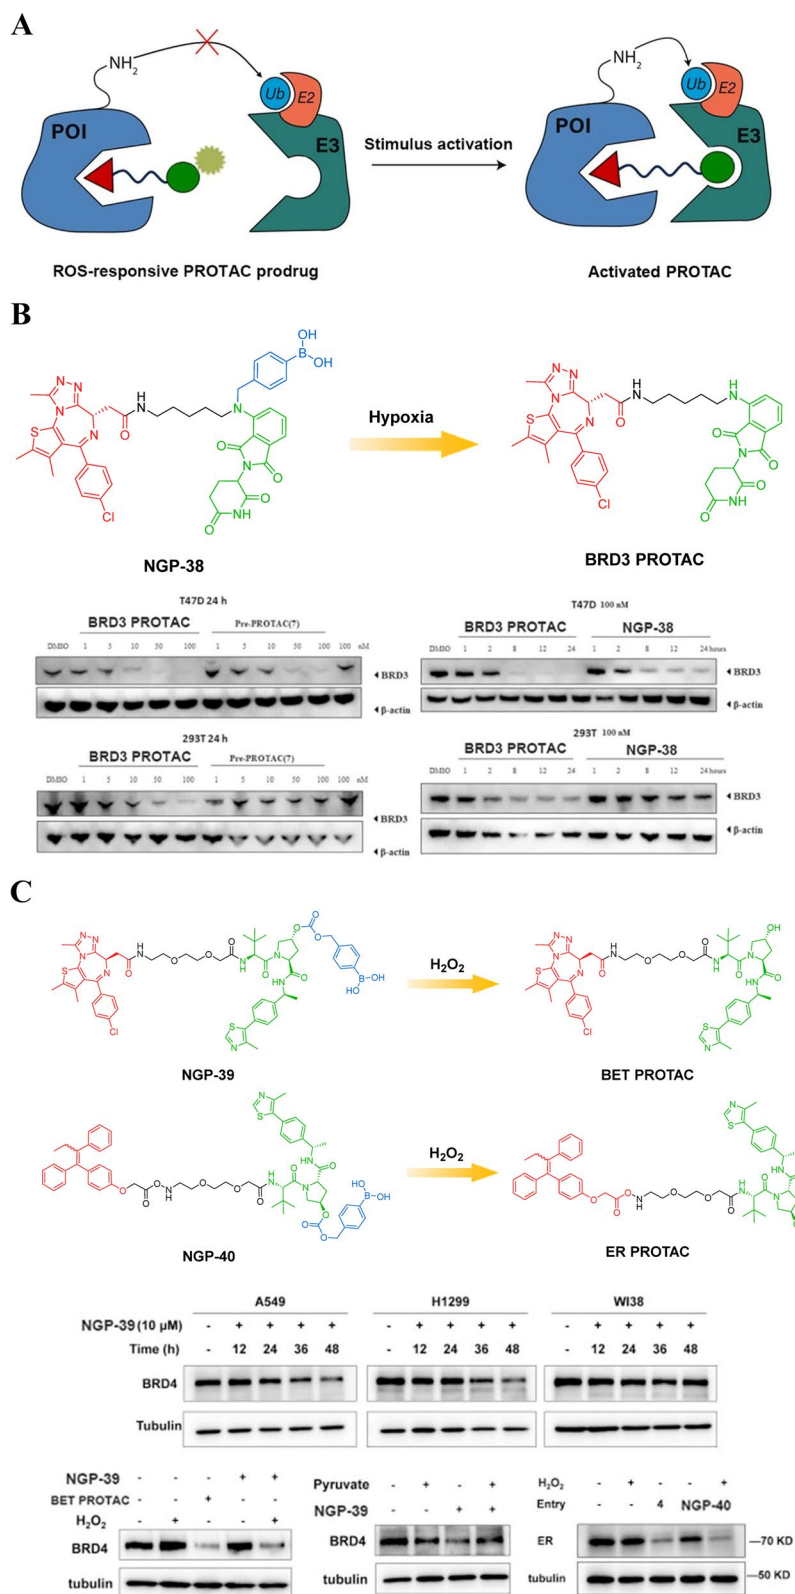 A
NH2
Ub
E2
POI
E3
Stimulus activation
NH2
Ub
E2
POI
E3
ROS-responsive PROTAC prodrug
Activated PROTAC
B
OH
B
OH
N N
Me
N
H
N
O
N
S
N
O
O
N
O
NH
O
Cl
Hypoxia
N N
Me
N
H
N
O
H
N
N
S
O
O
N
O
NH
O
Cl
NGP-38
BRD3 PROTAC
T47D 24 h
BRD3 PROTAC Pre-PROTAC(7)
DMSO 1 5 10 50 100 1 5 10 50 100 100 nM
◄BRD3
◄β-actin
T47D 100 nM
BRD3 PROTAC NGP-38
DMSO 1 2 8 12 24 1 2 8 12 24 hours
◄BRD3
◄β-actin
293T 24 h
BRD3 PROTAC Pre-PROTAC(7)
DMSO 1 5 10 50 100 1 5 10 50 100 100 nM
◄BRD3
◄β-actin
293T 100 nM
BRD3 PROTAC NGP-38
DMSO 1 2 8 12 24 1 2 8 12 24 hours
◄BRD3
◄β-actin
C
H2O2
NGP-39
BET PROTAC
H2O2
NGP-40
ER PROTAC
A549 H1299 WI38
NGP-39 (10 μM) - + + + + - + + + + - + + + +
Time (h) - 12 24 36 48 - 12 24 36 48 - 12 24 36 48
BRD4
Tubulin
NGP-39 - - - + +
BET PROTAC - - + - -
H2O2 - + - - +
BRD4
tubulin
Pyruvate - + - +
NGP-39 - - + +
BRD4
tubulin
H2O2 - + - - +
Entry - - 4 NGP-40
ER —70 KD
tubulin —50 KD